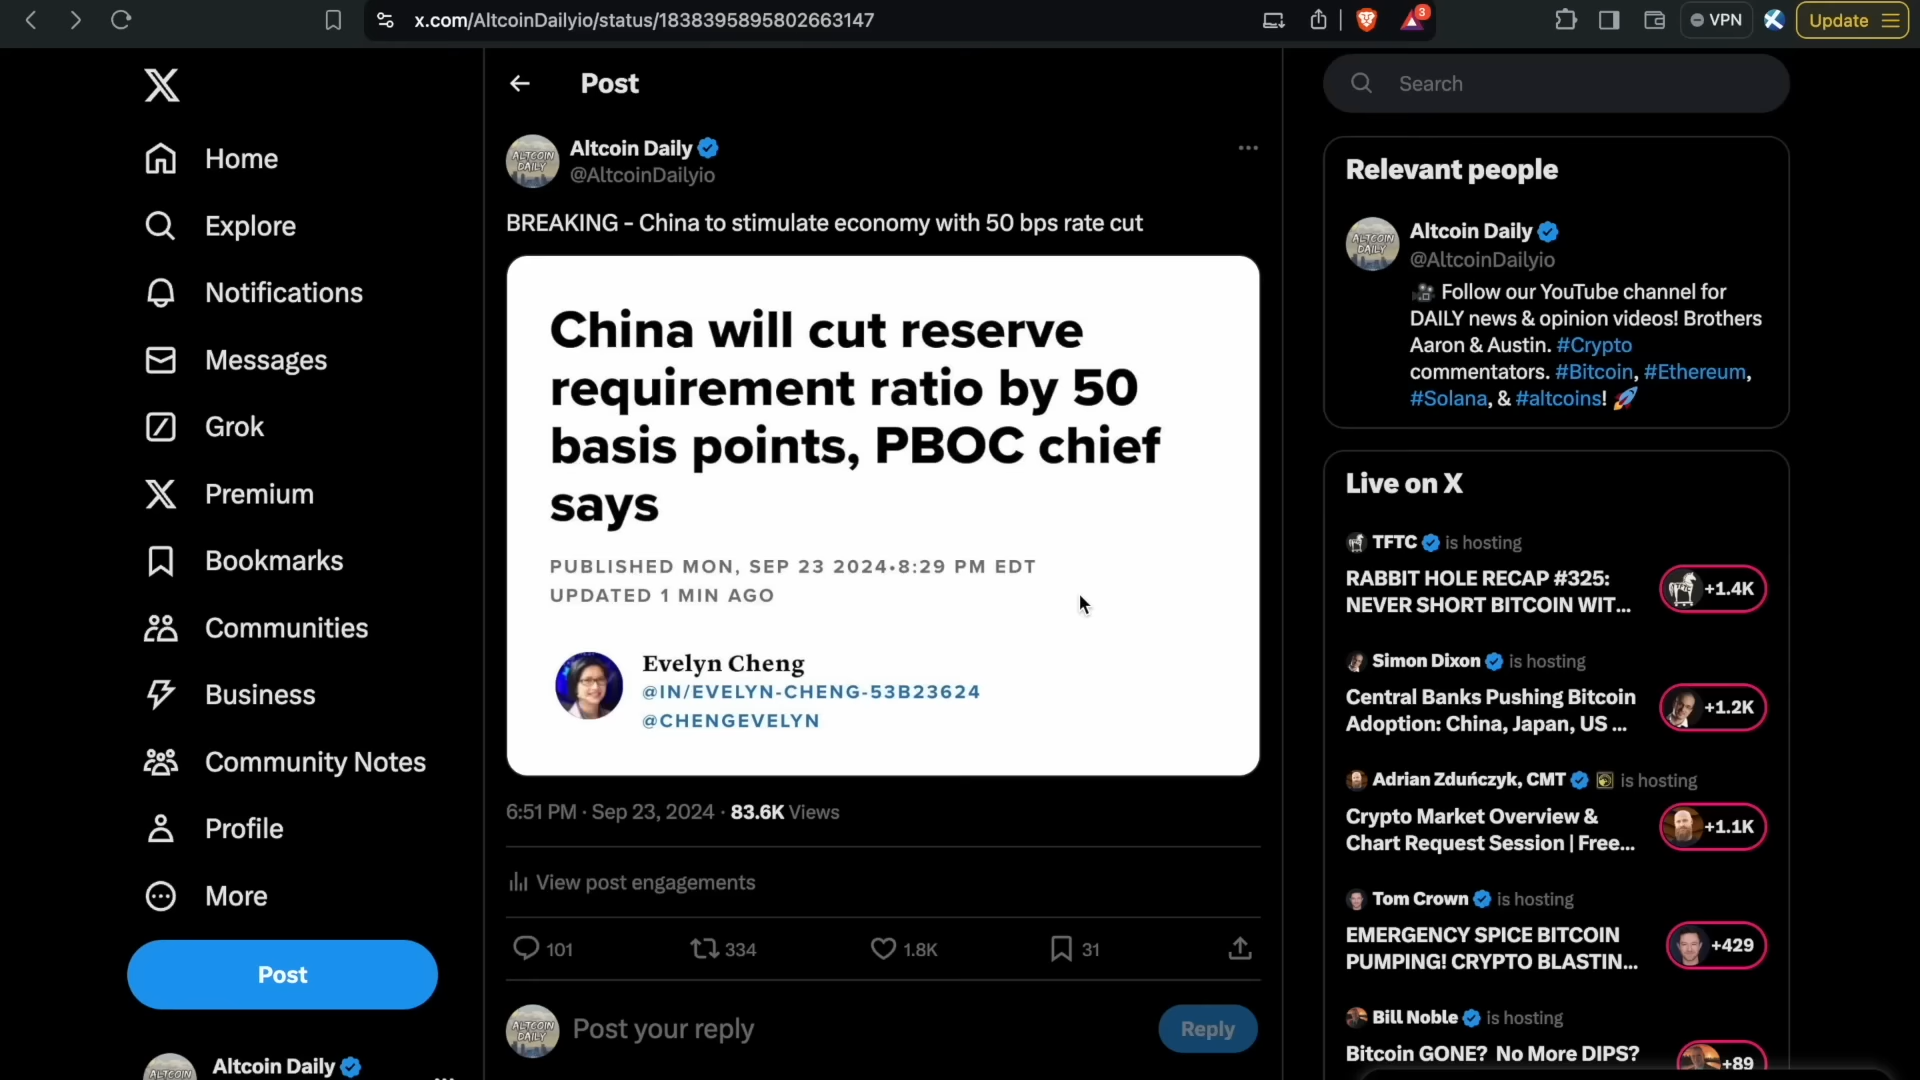 x.com/AltcoinDailyio/status/1838395895802663147
3
VPN
Update
Home
Explore
Notifications
Messages
Grok
Premium
Bookmarks
Communities
Business
Community Notes
Profile
More
Post
Altcoin Daily
Post
Altcoin Daily
@AltcoinDailyio
BREAKING - China to stimulate economy with 50 bps rate cut
China will cut reserve
requirement ratio by 50
basis points, PBOC chief
says
PUBLISHED MON, SEP 23 2024•8:29 PM EDT
UPDATED 1 MIN AGO
Evelyn Cheng
@IN/EVELYN-CHENG-53B23624
@CHENGEVELYN
6:51 PM · Sep 23, 2024 · 83.6K Views
View post engagements
101 334 1.8K 31
ALTCOIN DAILY Post your reply
Reply
Search
Relevant people
Altcoin Daily
@AltcoinDailyio
🎥 Follow our YouTube channel for
DAILY news & opinion videos! Brothers
Aaron & Austin. #Crypto
commentators. #Bitcoin, #Ethereum,
#Solana, & #altcoins! 🚀
Live on X
TFTC is hosting
RABBIT HOLE RECAP #325:
NEVER SHORT BITCOIN WIT...
+1.4K
Simon Dixon is hosting
Central Banks Pushing Bitcoin
Adoption: China, Japan, US ...
+1.2K
Adrian Zduńczyk, CMT is hosting
Crypto Market Overview &
Chart Request Session | Free...
+1.1K
Tom Crown is hosting
EMERGENCY SPICE BITCOIN
PUMPING! CRYPTO BLASTIN...
+429
Bill Noble is hosting
Bitcoin GONE? No More DIPS?
+89